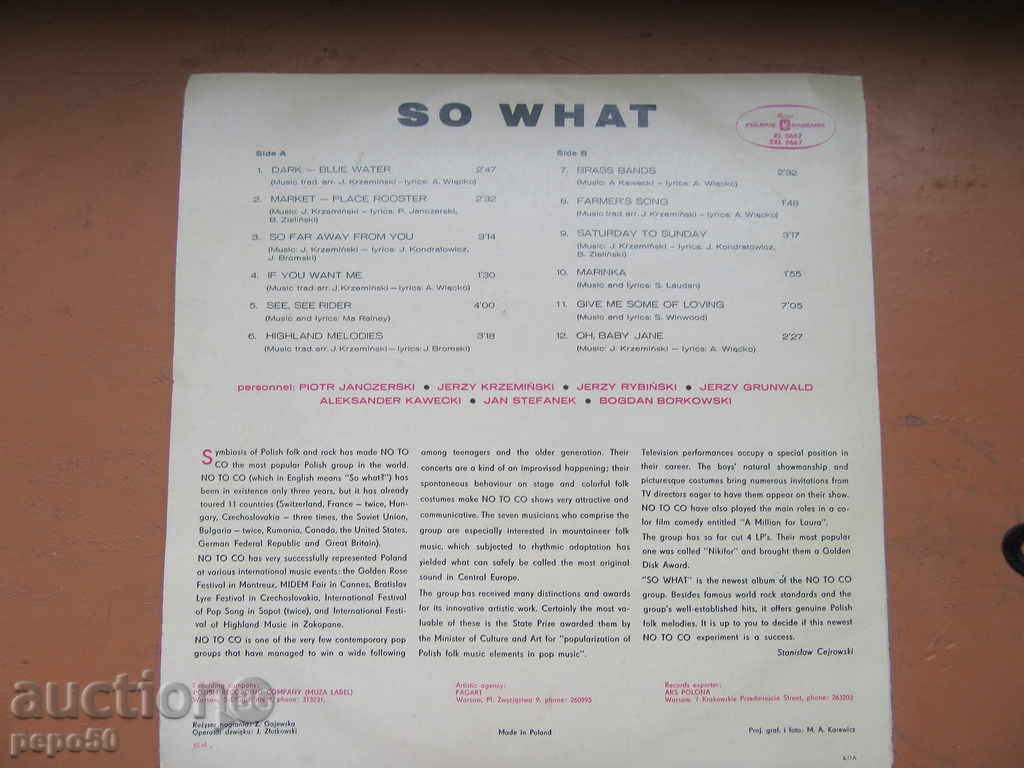 SO WHAT
POLSKIE NAGRANIA
XL 0667
SXL 0667
Side A
1. DARK – BLUE WATER 2'47
(Music trad. arr. J. Krzemiński – lyrics: A. Więcko)
2. MARKET – PLACE ROOSTER 2'32
(Music: J. Krzemiński – lyrics: P. Janczerski,
B. Zieliński)
3. SO FAR AWAY FROM YOU 3'14
(Music: J. Krzemiński – lyrics: J. Kondratowicz,
J. Bromski)
4. IF YOU WANT ME 1'30
(Music trad. arr. J. Krzemiński – lyrics: A. Więcko)
5. SEE, SEE RIDER 4'00
(Music and lyrics: Ma Rainey)
6. HIGHLAND MELODIES 3'18
(Music trad. arr. J. Krzemiński – lyrics: J. Bromski)
Side B
7. BRASS BANDS 2'32
(Music: A. Kawecki – lyrics: A. Więcko)
8. FARMER'S SONG 1'48
(Music trad. arr. J. Krzemiński – lyrics: A. Więcko)
9. SATURDAY TO SUNDAY 3'17
(Music: J. Krzemiński – lyrics: J. Kondratowicz,
B. Zieliński)
10. MARINKA 1'55
(Music and lyrics: S. Laudan)
11. GIVE ME SOME OF LOVING 7'05
(Music and lyrics: S. Winwood)
12. OH, BABY JANE 2'27
(Music: J. Krzemiński – lyrics: A. Więcko)
personnel: PIOTR JANCZERSKI ● JERZY KRZEMIŃSKI ● JERZY RYBIŃSKI ● JERZY GRUNWALD
ALEKSANDER KAWECKI ● JAN STEFANEK ● BOGDAN BORKOWSKI
Symbiosis of Polish folk and rock has made NO TO
CO the most popular Polish group in the world.
NO TO CO (which in English means "So what?") has
been in existence only three years, but it has already
toured 11 countries (Switzerland, France – twice, Hun-
gary, Czechoslovakia – three times, the Soviet Union,
Bulgaria – twice, Rumania, Canada, the United States,
German Federal Republic and Great Britain).
NO TO CO has very successfully represented Poland
at various international music events: the Golden Rose
Festival in Montreux, MIDEM Fair in Cannes, Bratislav
Lyre Festival in Czechoslovakia, International Festival
of Pop Song in Sopot (twice), and International Festi-
val of Highland Music in Zakopane.
NO TO CO is one of the very few contemporary pop
groups that have managed to win a wide following
among teenagers and the older generation. Their
concerts are a kind of an improvised happening; their
spontaneous behaviour on stage and colorful folk
costumes make NO TO CO shows very attractive and
communicative. The seven musicians who comprise the
group are especially interested in mountaineer folk
music, which subjected to rhythmic adaptation has
yielded what can safely be called the most original
sound in Central Europe.
The group has received many distinctions and awards
for its innovative artistic work. Certainly the most va-
luable of these is the State Prize awarded them by
the Minister of Culture and Art for "popularization of
Polish folk music elements in pop music".
Television performances occupy a special position in
their career. The boys' natural showmanship and
picturesque costumes bring numerous invitations from
TV directors eager to have them appear on their show.
NO TO CO have also played the main roles in a co-
lor film comedy entitled "A Million for Laura".
The group has so far cut 4 LP's. Their most popular
one was called "Nikifor" and brought them a Golden
Disk Award.
"SO WHAT" is the newest album of the NO TO CO
group. Besides famous world rock standards and the
group's well-established hits, it offers genuine Polish
folk melodies. It is up to you to decide if this newest
NO TO CO experiment is a success.
Stanisław Cejrowski
Recording company:
POLISH RECORDING COMPANY (MUZA LABEL)
Warsaw, phone: 315231,
Artistic agency:
PAGART
Warsaw, Pl. Zwycięstwa 9, phone: 260395
Records exporter:
ARS POLONA
Warsaw, 7 Krakowskie Przedmieście Street, phone: 263203
Reżyser nagrania: Z. Gajewska
Operator dźwięku: J. Złotkowski
Made in Poland
Proj. graf. i foto: M. A. Karewicz
KDA
auction
pepo50